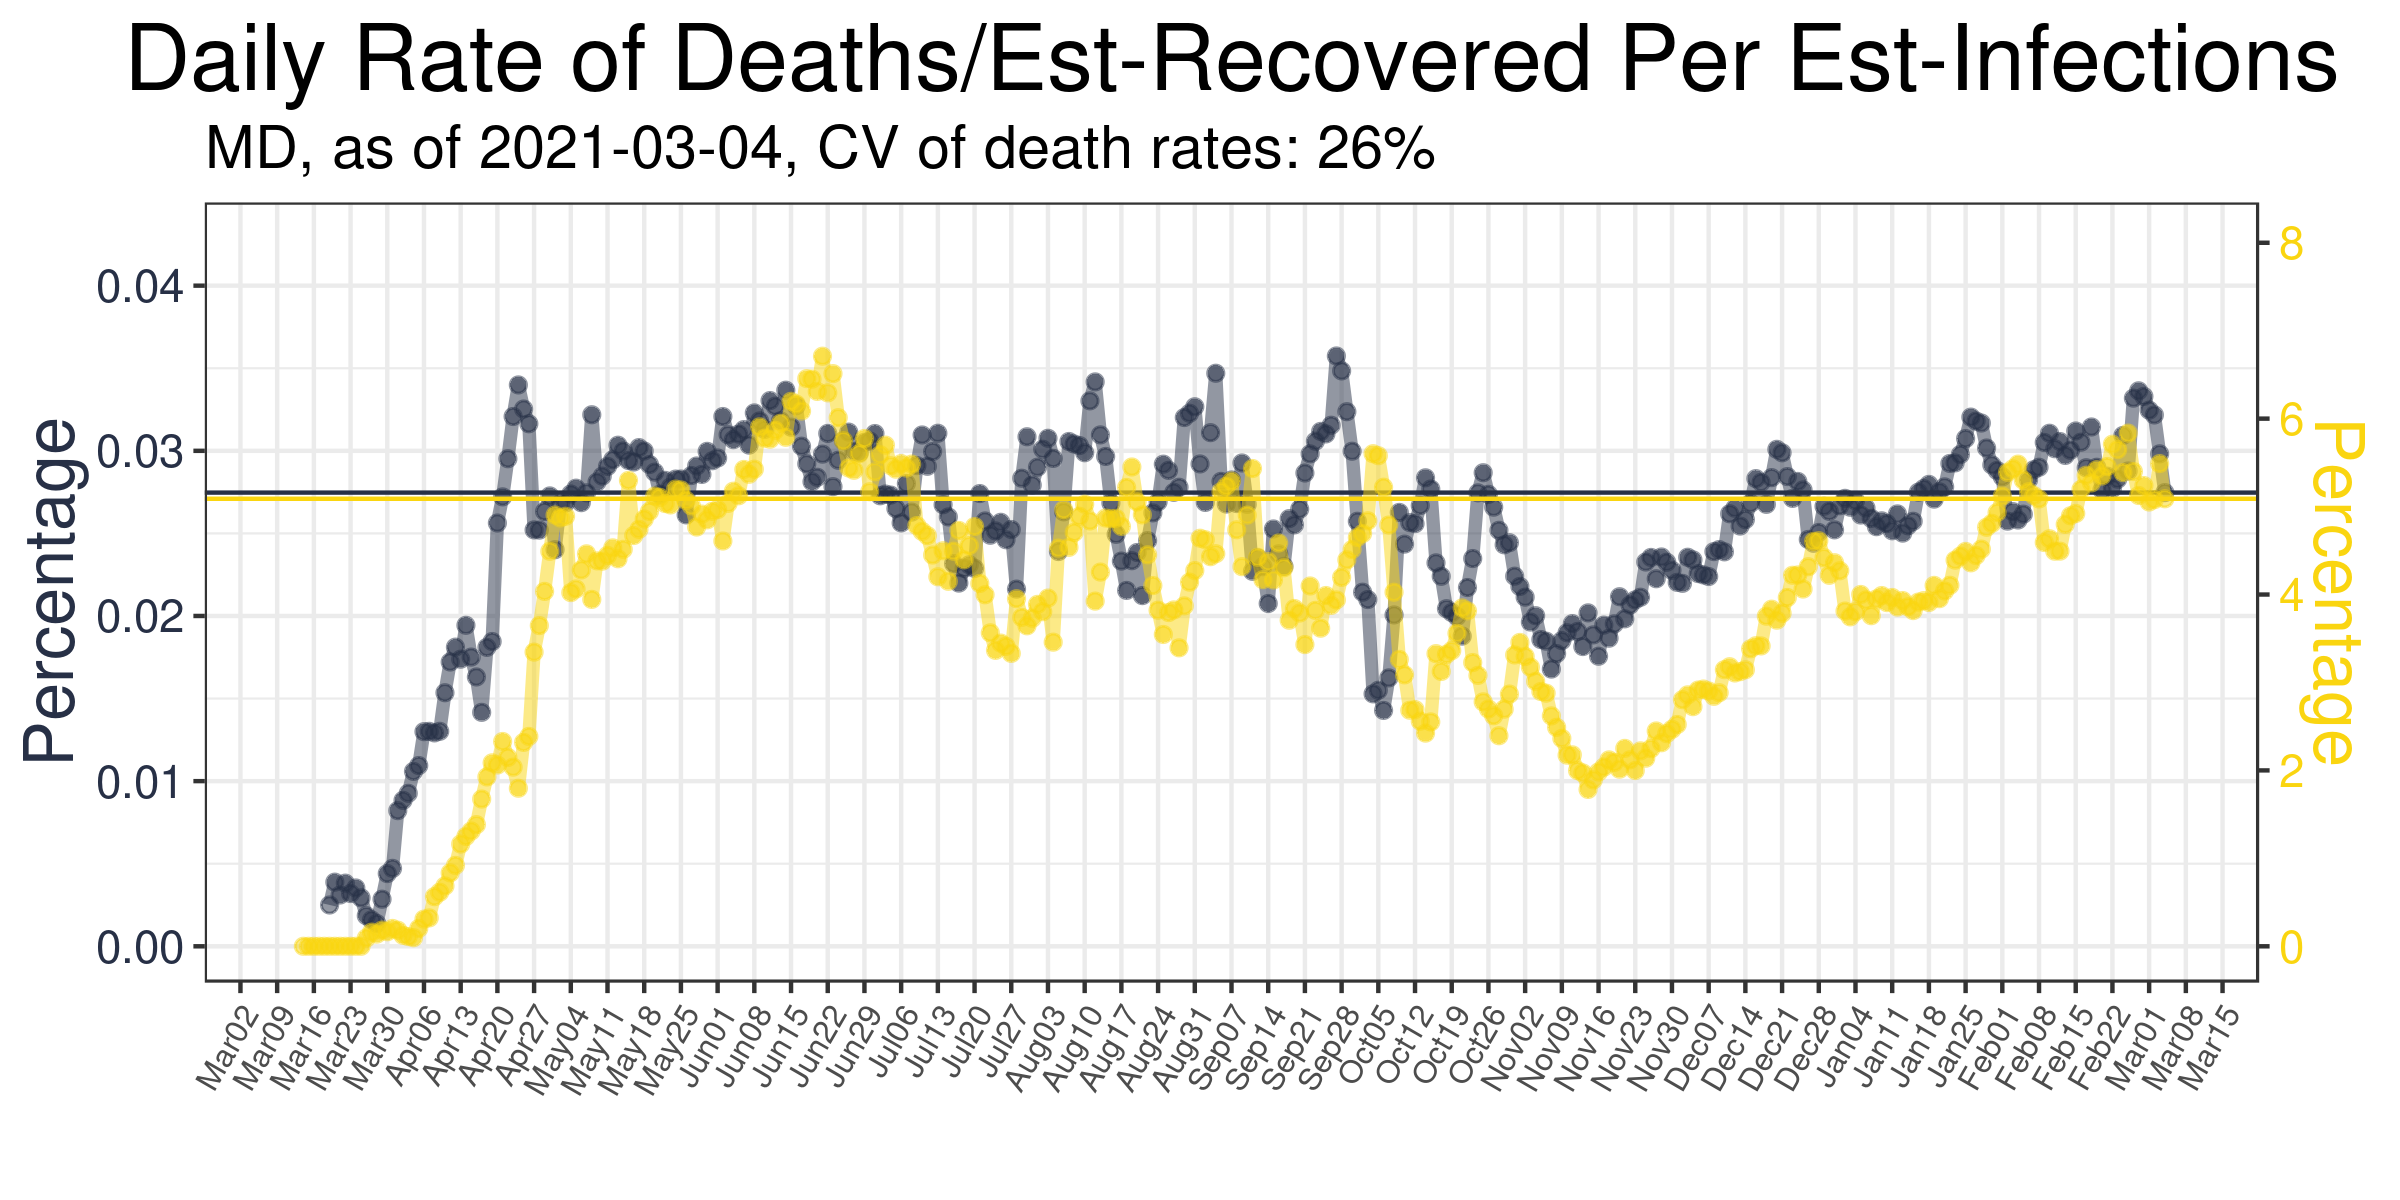 Daily Rate of Deaths/Est-Recovered Per Est-Infections
MD, as of 2021-03-04, CV of death rates: 26%
Percentage
0.04
0.03
0.02
0.01
0.00
8
6
4
2
0
Percentage
Mar02
Mar09
Mar16
Mar23
Mar30
Apr06
Apr13
Apr20
Apr27
May04
May11
May18
May25
Jun01
Jun08
Jun15
Jun22
Jun29
Jul06
Jul13
Jul20
Jul27
Aug03
Aug10
Aug17
Aug24
Aug31
Sep07
Sep14
Sep21
Sep28
Oct05
Oct12
Oct19
Oct26
Nov02
Nov09
Nov16
Nov23
Nov30
Dec07
Dec14
Dec21
Dec28
Jan04
Jan11
Jan18
Jan25
Feb01
Feb08
Feb15
Feb22
Mar01
Mar08
Mar15